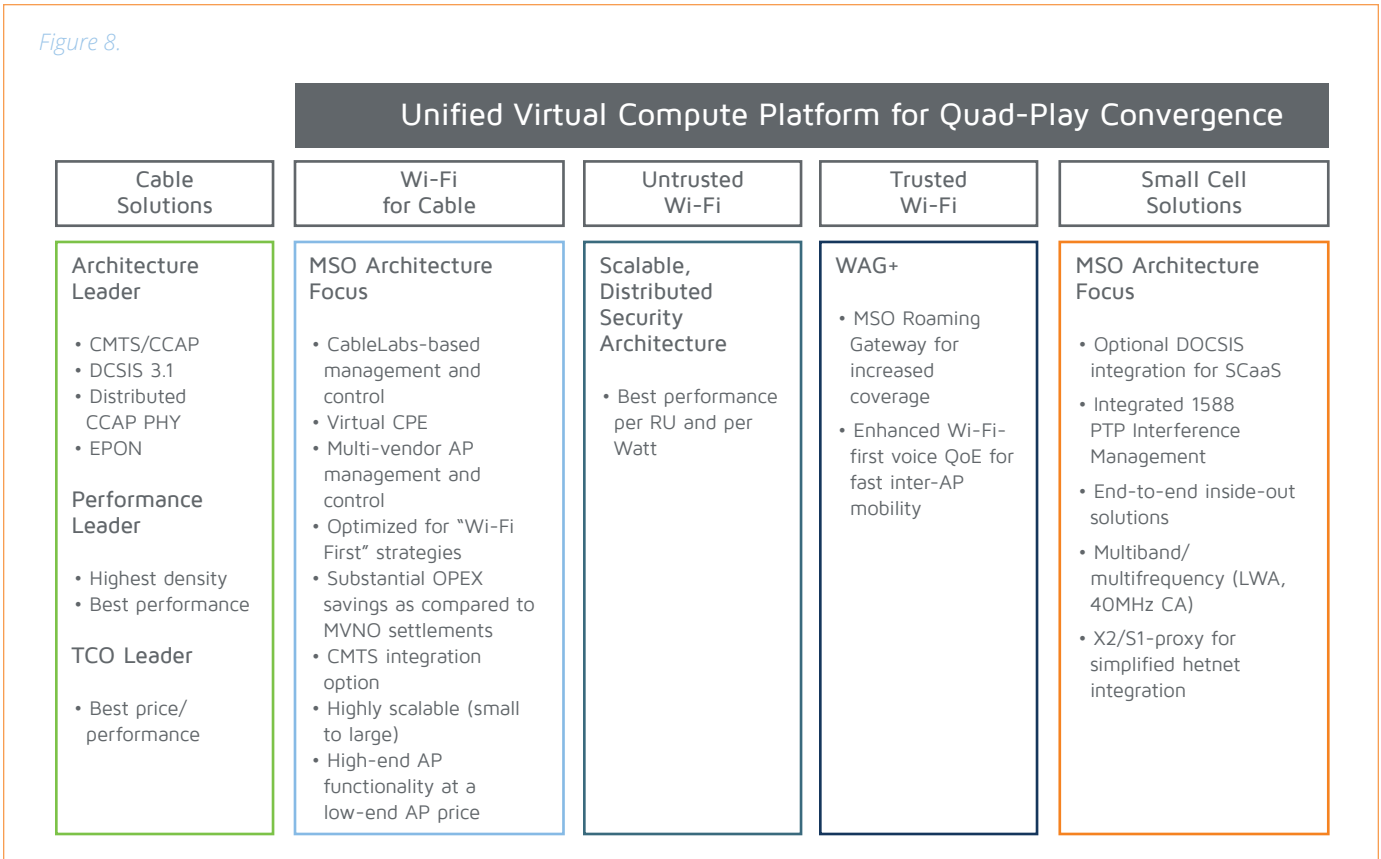 Figure 8.
Unified Virtual Compute Platform for Quad-Play Convergence
Cable
Solutions
Wi-Fi
for Cable
Untrusted
Wi-Fi
Trusted
Wi-Fi
Small Cell
Solutions
Architecture
Leader
• CMTS/CCAP
• DCSIS 3.1
• Distributed
CCAP PHY
• EPON
Performance
Leader
• Highest density
• Best performance
TCO Leader
• Best price/
performance
MSO Architecture
Focus
• CableLabs-based
management and
control
• Virtual CPE
• Multi-vendor AP
management and
control
• Optimized for “Wi-Fi
First” strategies
• Substantial OPEX
savings as compared to
MVNO settlements
• CMTS integration
option
• Highly scalable (small
to large)
• High-end AP
functionality at a
low-end AP price
Scalable,
Distributed
Security
Architecture
• Best performance
per RU and per
Watt
WAG+
• MSO Roaming
Gateway for
increased
coverage
• Enhanced Wi-Fi-
first voice QoE for
fast inter-AP
mobility
MSO Architecture
Focus
• Optional DOCSIS
integration for SCaaS
• Integrated 1588
PTP Interference
Management
• End-to-end inside-out
solutions
• Multiband/
multifrequency (LWA,
40MHz CA)
• X2/S1-proxy for
simplified hetnet
integration